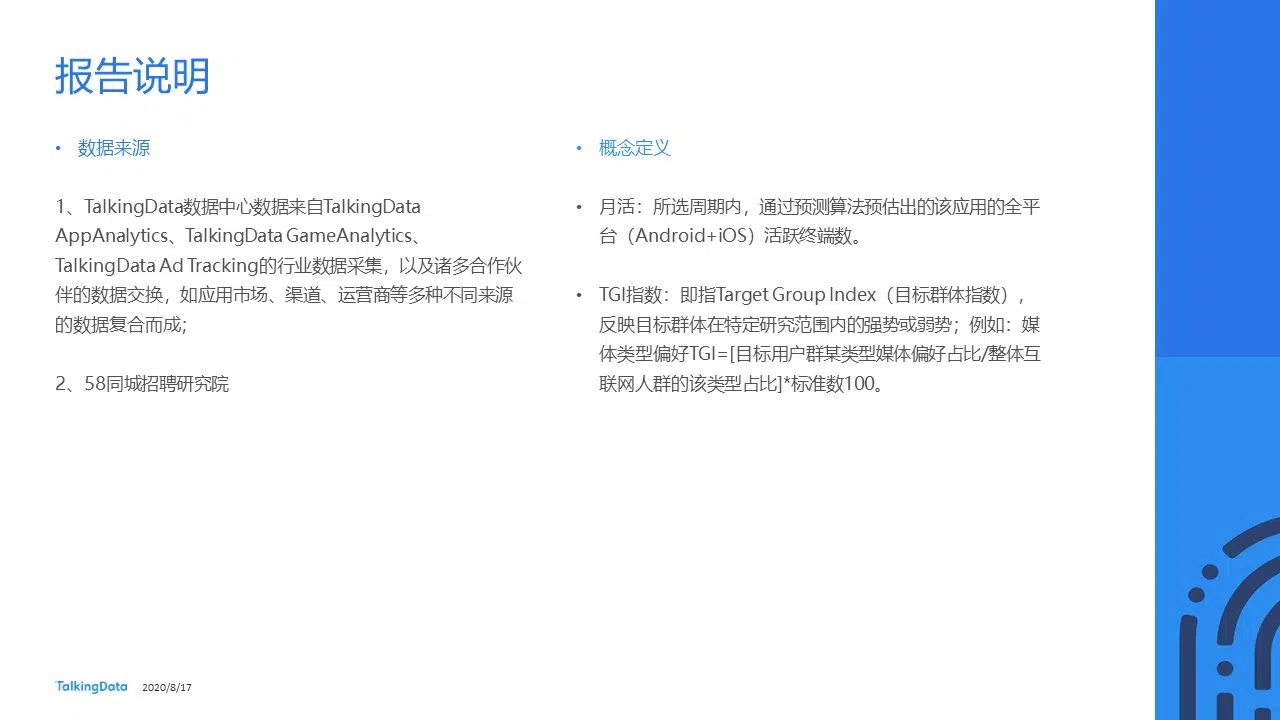 报告说明
• 数据来源
1、TalkingData数据中心数据来自TalkingData
AppAnalytics、TalkingData GameAnalytics、
TalkingData Ad Tracking的行业数据采集，以及诸多合作伙
伴的数据交换，如应用市场、渠道、运营商等多种不同来源
的数据复合而成；
2、58同城招聘研究院
• 概念定义
• 月活：所选周期内，通过预测算法预估出的该应用的全平
台（Android+iOS）活跃终端数。
• TGI指数：即指Target Group Index（目标群体指数），
反映目标群体在特定研究范围内的强势或弱势；例如：媒
体类型偏好TGI=[目标用户群某类型媒体偏好占比/整体互
联网人群的该类型占比]*标准数100。
TalkingData 2020/8/17